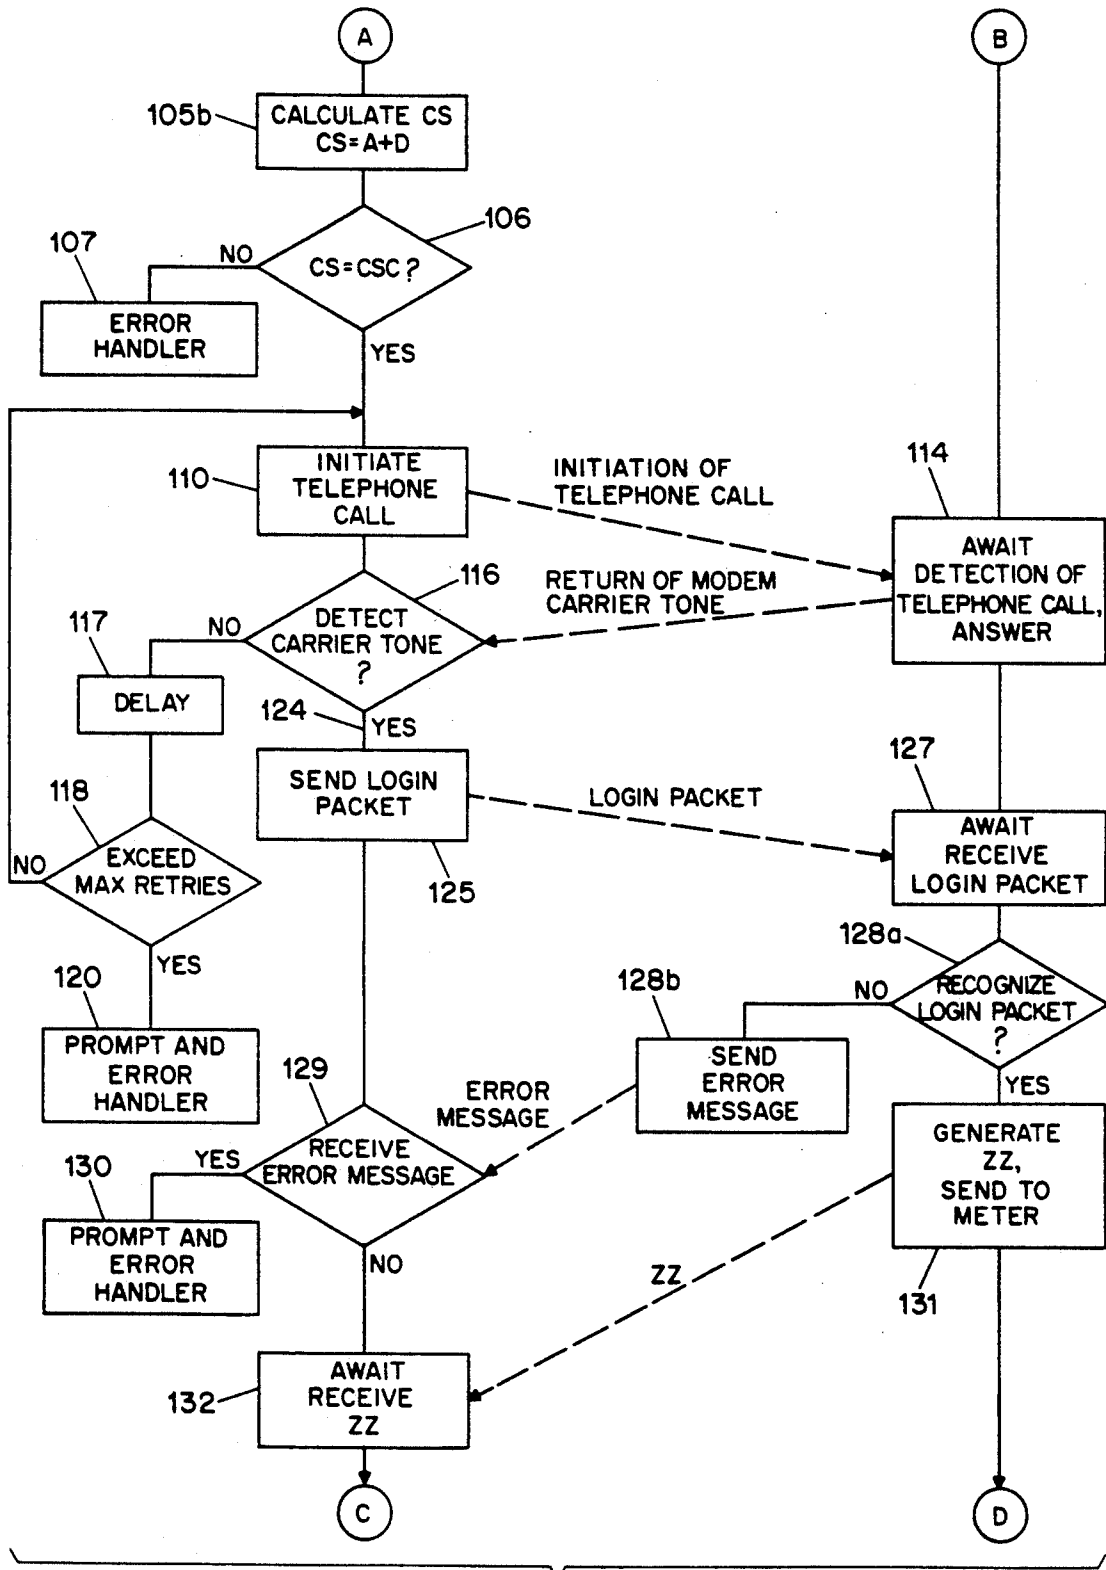 A
B
105b
CALCULATE CS
CS=A+D
106
107
NO
CS=CSC?
ERROR
HANDLER
YES
110
INITIATE
TELEPHONE
CALL
INITIATION OF
TELEPHONE CALL
114
AWAIT
DETECTION OF
TELEPHONE CALL,
ANSWER
116
RETURN OF MODEM
CARRIER TONE
117
NO
DETECT
CARRIER TONE
?
DELAY
124
YES
127
118
SEND LOGIN
PACKET
LOGIN PACKET
AWAIT
RECEIVE
LOGIN PACKET
NO
EXCEED
MAX RETRIES
125
128a
YES
120
128b
NO
RECOGNIZE
LOGIN PACKET
?
PROMPT AND
ERROR
HANDLER
129
ERROR
MESSAGE
SEND
ERROR
MESSAGE
YES
130
YES
RECEIVE
ERROR MESSAGE
GENERATE
ZZ,
SEND TO
METER
PROMPT AND
ERROR
HANDLER
NO
ZZ
131
132
AWAIT
RECEIVE
ZZ
C
D